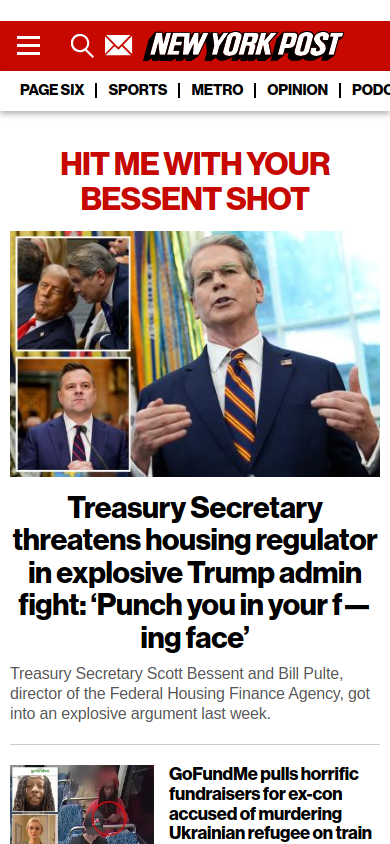 NEW YORK POST
PAGE SIX | SPORTS | METRO | OPINION | PODC
HIT ME WITH YOUR
BESSENT SHOT
Treasury Secretary
threatens housing regulator
in explosive Trump admin
fight: ‘Punch you in your f—
ing face’
Treasury Secretary Scott Bessent and Bill Pulte,
director of the Federal Housing Finance Agency, got
into an explosive argument last week.
gofundme
GoFundMe pulls horrific
fundraisers for ex-con
accused of murdering
Ukrainian refugee on train